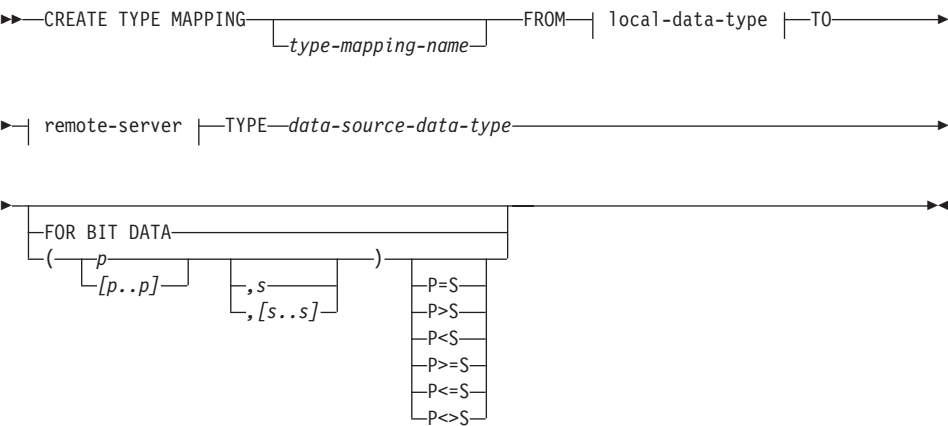 CREATE TYPE MAPPING FROM local-data-type TO
type-mapping-name
remote-server TYPE data-source-data-type
FOR BIT DATA
( p )
[p..p] ,s P=S
,[s..s] P>S
P<S
P>=S
P<=S
P<>S